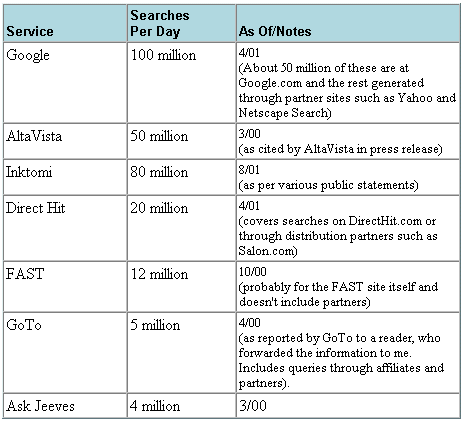 Service
Searches
Per Day
As Of/Notes
Google
100 million
4/01
(About 50 million of these are at
Google.com and the rest generated
through partner sites such as Yahoo and
Netscape Search)
AltaVista
50 million
3/00
(as cited by AltaVista in press release)
Inktomi
80 million
8/01
(as per various public statements)
Direct Hit
20 million
4/01
(covers searches on DirectHit.com or
through distribution partners such as
Salon.com)
FAST
12 million
10/00
(probably for the FAST site itself and
doesn't include partners)
GoTo
5 million
4/00
(as reported by GoTo to a reader, who
forwarded the information to me.
Includes queries through affiliates and
partners).
Ask Jeeves
4 million
3/00